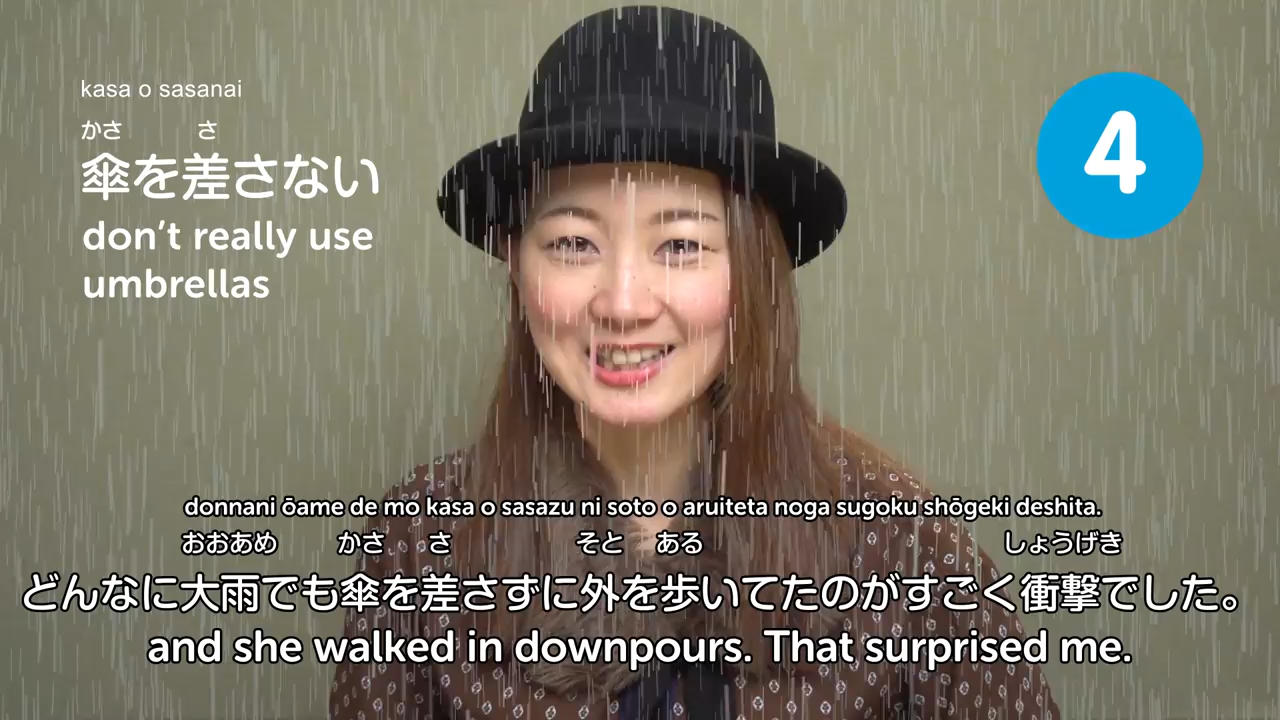 kasa o sasanai
かさ さ
傘を差さない
don't really use
umbrellas
4
donnani ōame de mo kasa o sasazu ni soto o aruiteta noga sugoku shōgeki deshita.
おおあめ かさ さ そと ある しょうげき
どんなに大雨でも傘を差さずに外を歩いてたのがすごく衝撃でした。
and she walked in downpours. That surprised me.